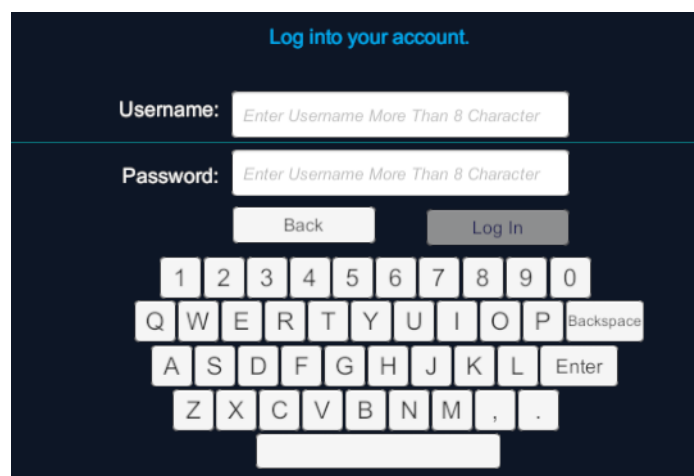 Log into your account.
Username: Enter Username More Than 8 Character
Password: Enter Username More Than 8 Character
Back Log In
1 2 3 4 5 6 7 8 9 0
Q W E R T Y U I O P Backspace
A S D F G H J K L Enter
Z X C V B N M , .